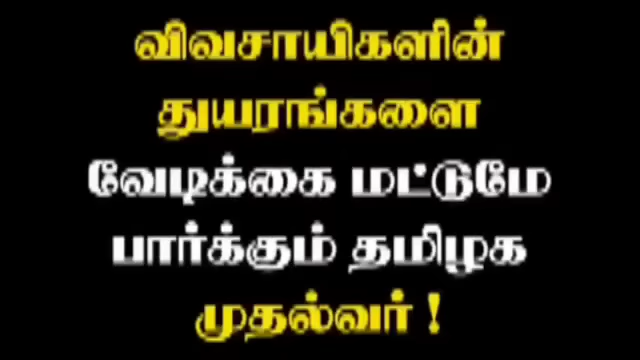 விவசாயிகளின்
துயரங்களை
வேடிக்கை மட்டுமே
பார்க்கும் தமிழக
முதல்வர் !